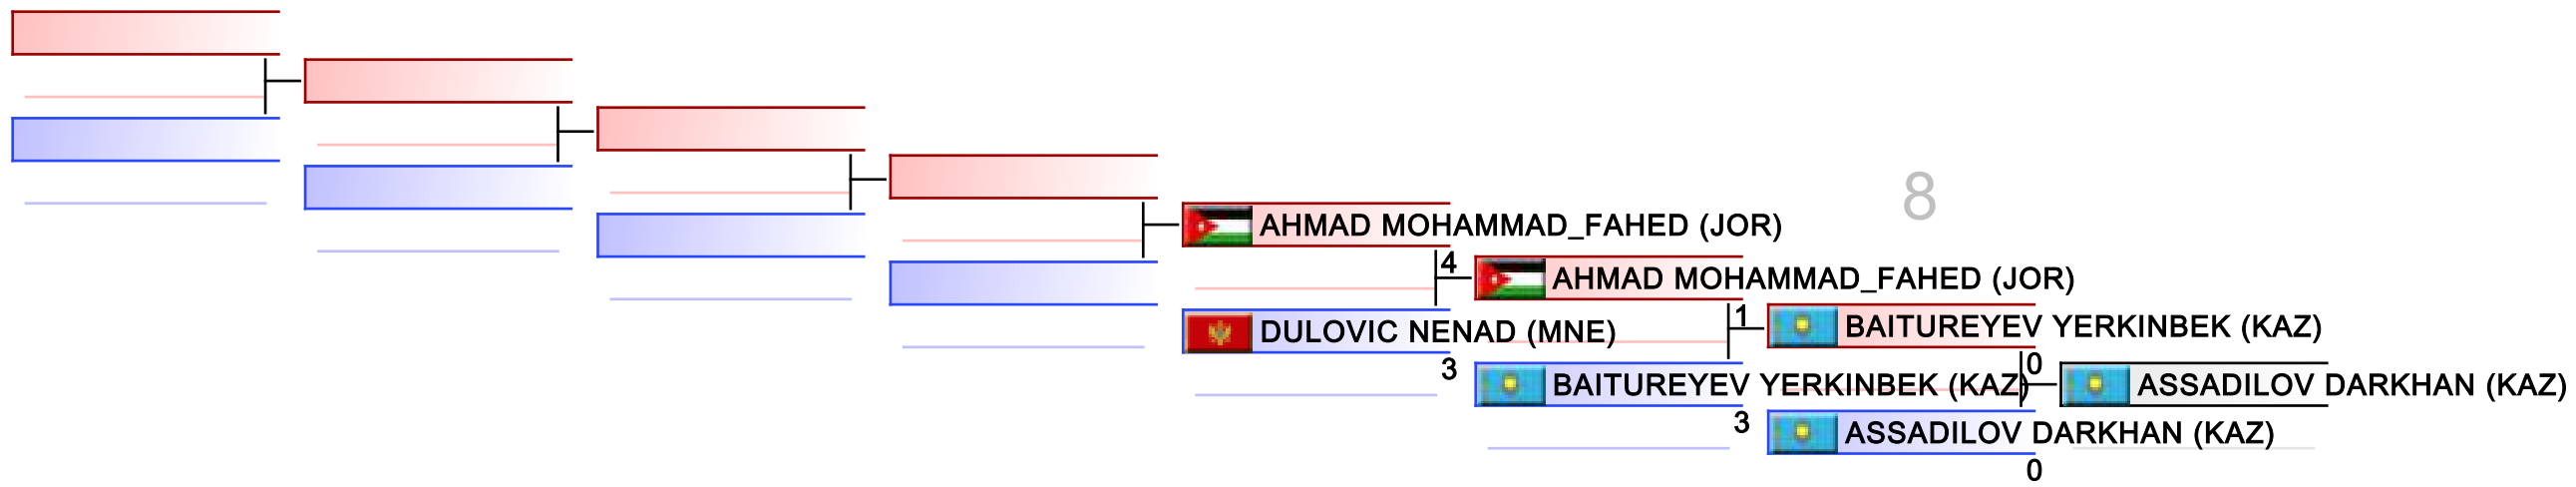 8
AHMAD MOHAMMAD_FAHED (JOR)
4
AHMAD MOHAMMAD_FAHED (JOR)
DULOVIC NENAD (MNE)
1
BAITUREYEV YERKINBEK (KAZ)
3
BAITUREYEV YERKINBEK (KAZ)
0
ASSADILOV DARKHAN (KAZ)
3
ASSADILOV DARKHAN (KAZ)
0